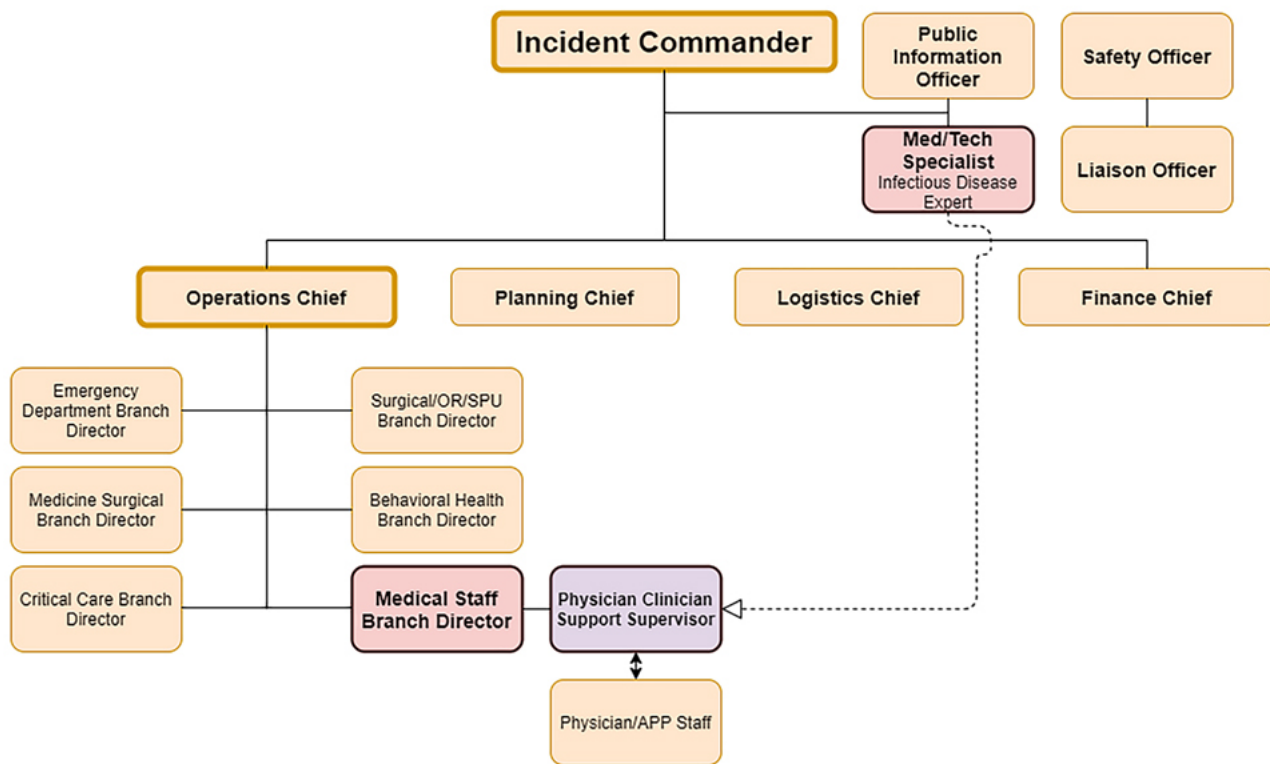 Incident Commander
Public
Information
Officer
Safety Officer
Med/Tech
Specialist
Infectious Disease
Expert
Liaison Officer
Operations Chief
Planning Chief
Logistics Chief
Finance Chief
Emergency
Department Branch
Director
Surgical/OR/SPU
Branch Director
Medicine Surgical
Branch Director
Behavioral Health
Branch Director
Critical Care Branch
Director
Medical Staff
Branch Director
Physician Clinician
Support Supervisor
Physician/APP Staff